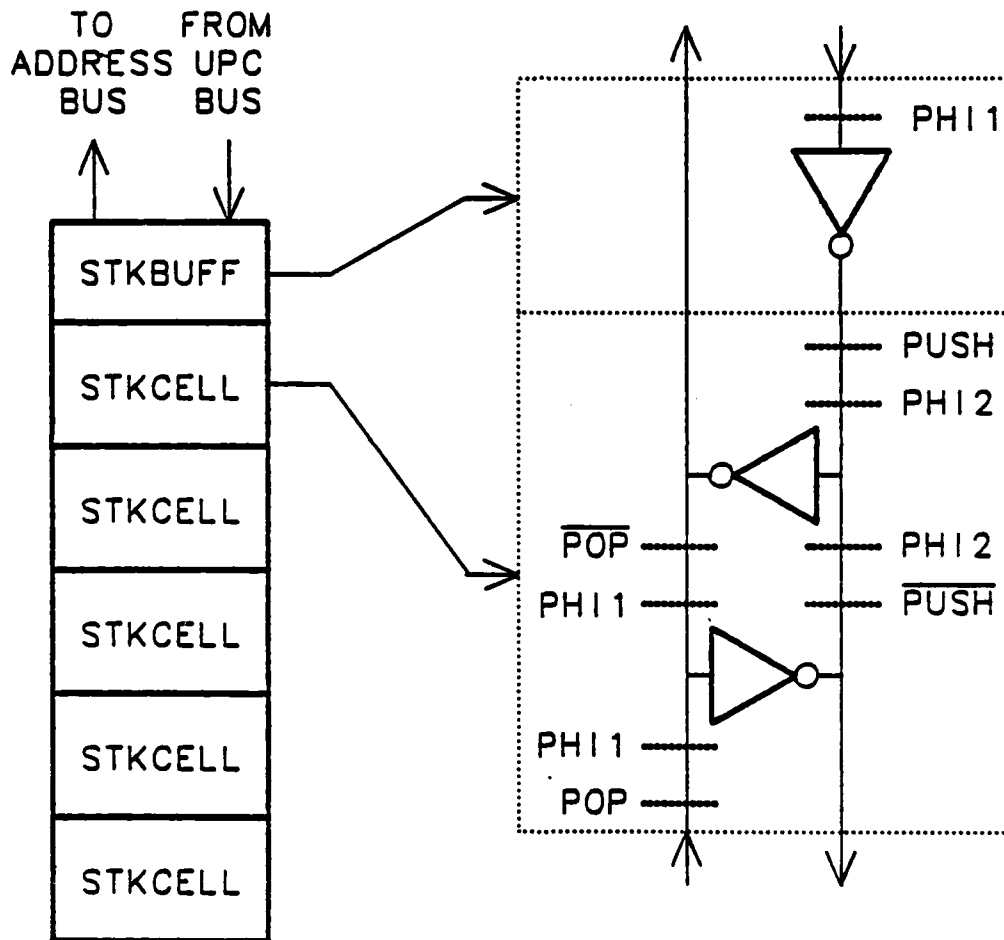 TO
ADDRESS
BUS
FROM
UPC
BUS
STKBUFF
STKCELL
STKCELL
STKCELL
STKCELL
STKCELL
PHI1
PUSH
PHI2
POP
PHI2
PHI1
PUSH
PHI1
POP